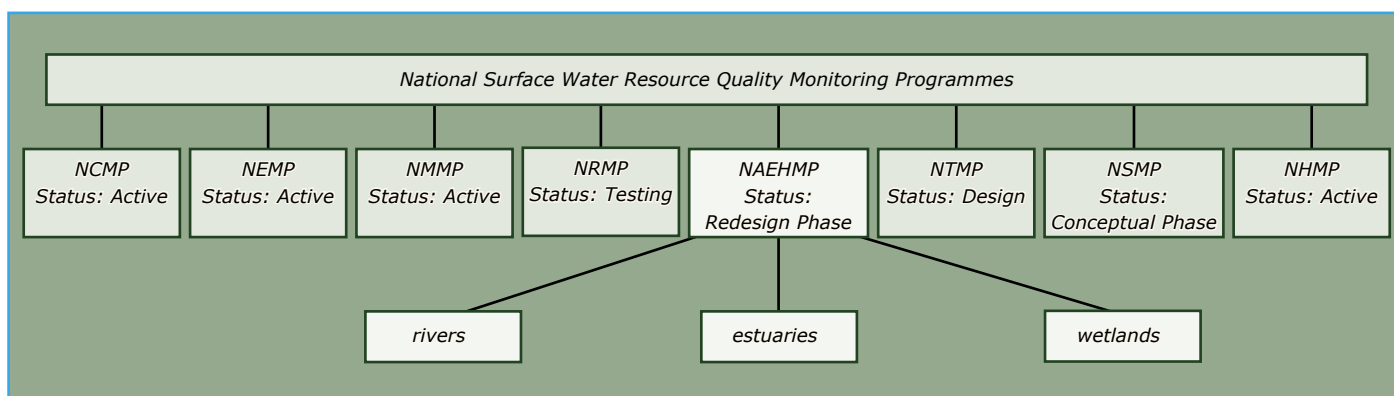 National Surface Water Resource Quality Monitoring Programmes
NCMP
Status: Active
NEMP
Status: Active
NMMP
Status: Active
NRMP
Status: Testing
NAEHMP
Status:
Redesign Phase
NTMP
Status: Design
NSMP
Status:
Conceptual Phase
NHMP
Status: Active
rivers
estuaries
wetlands